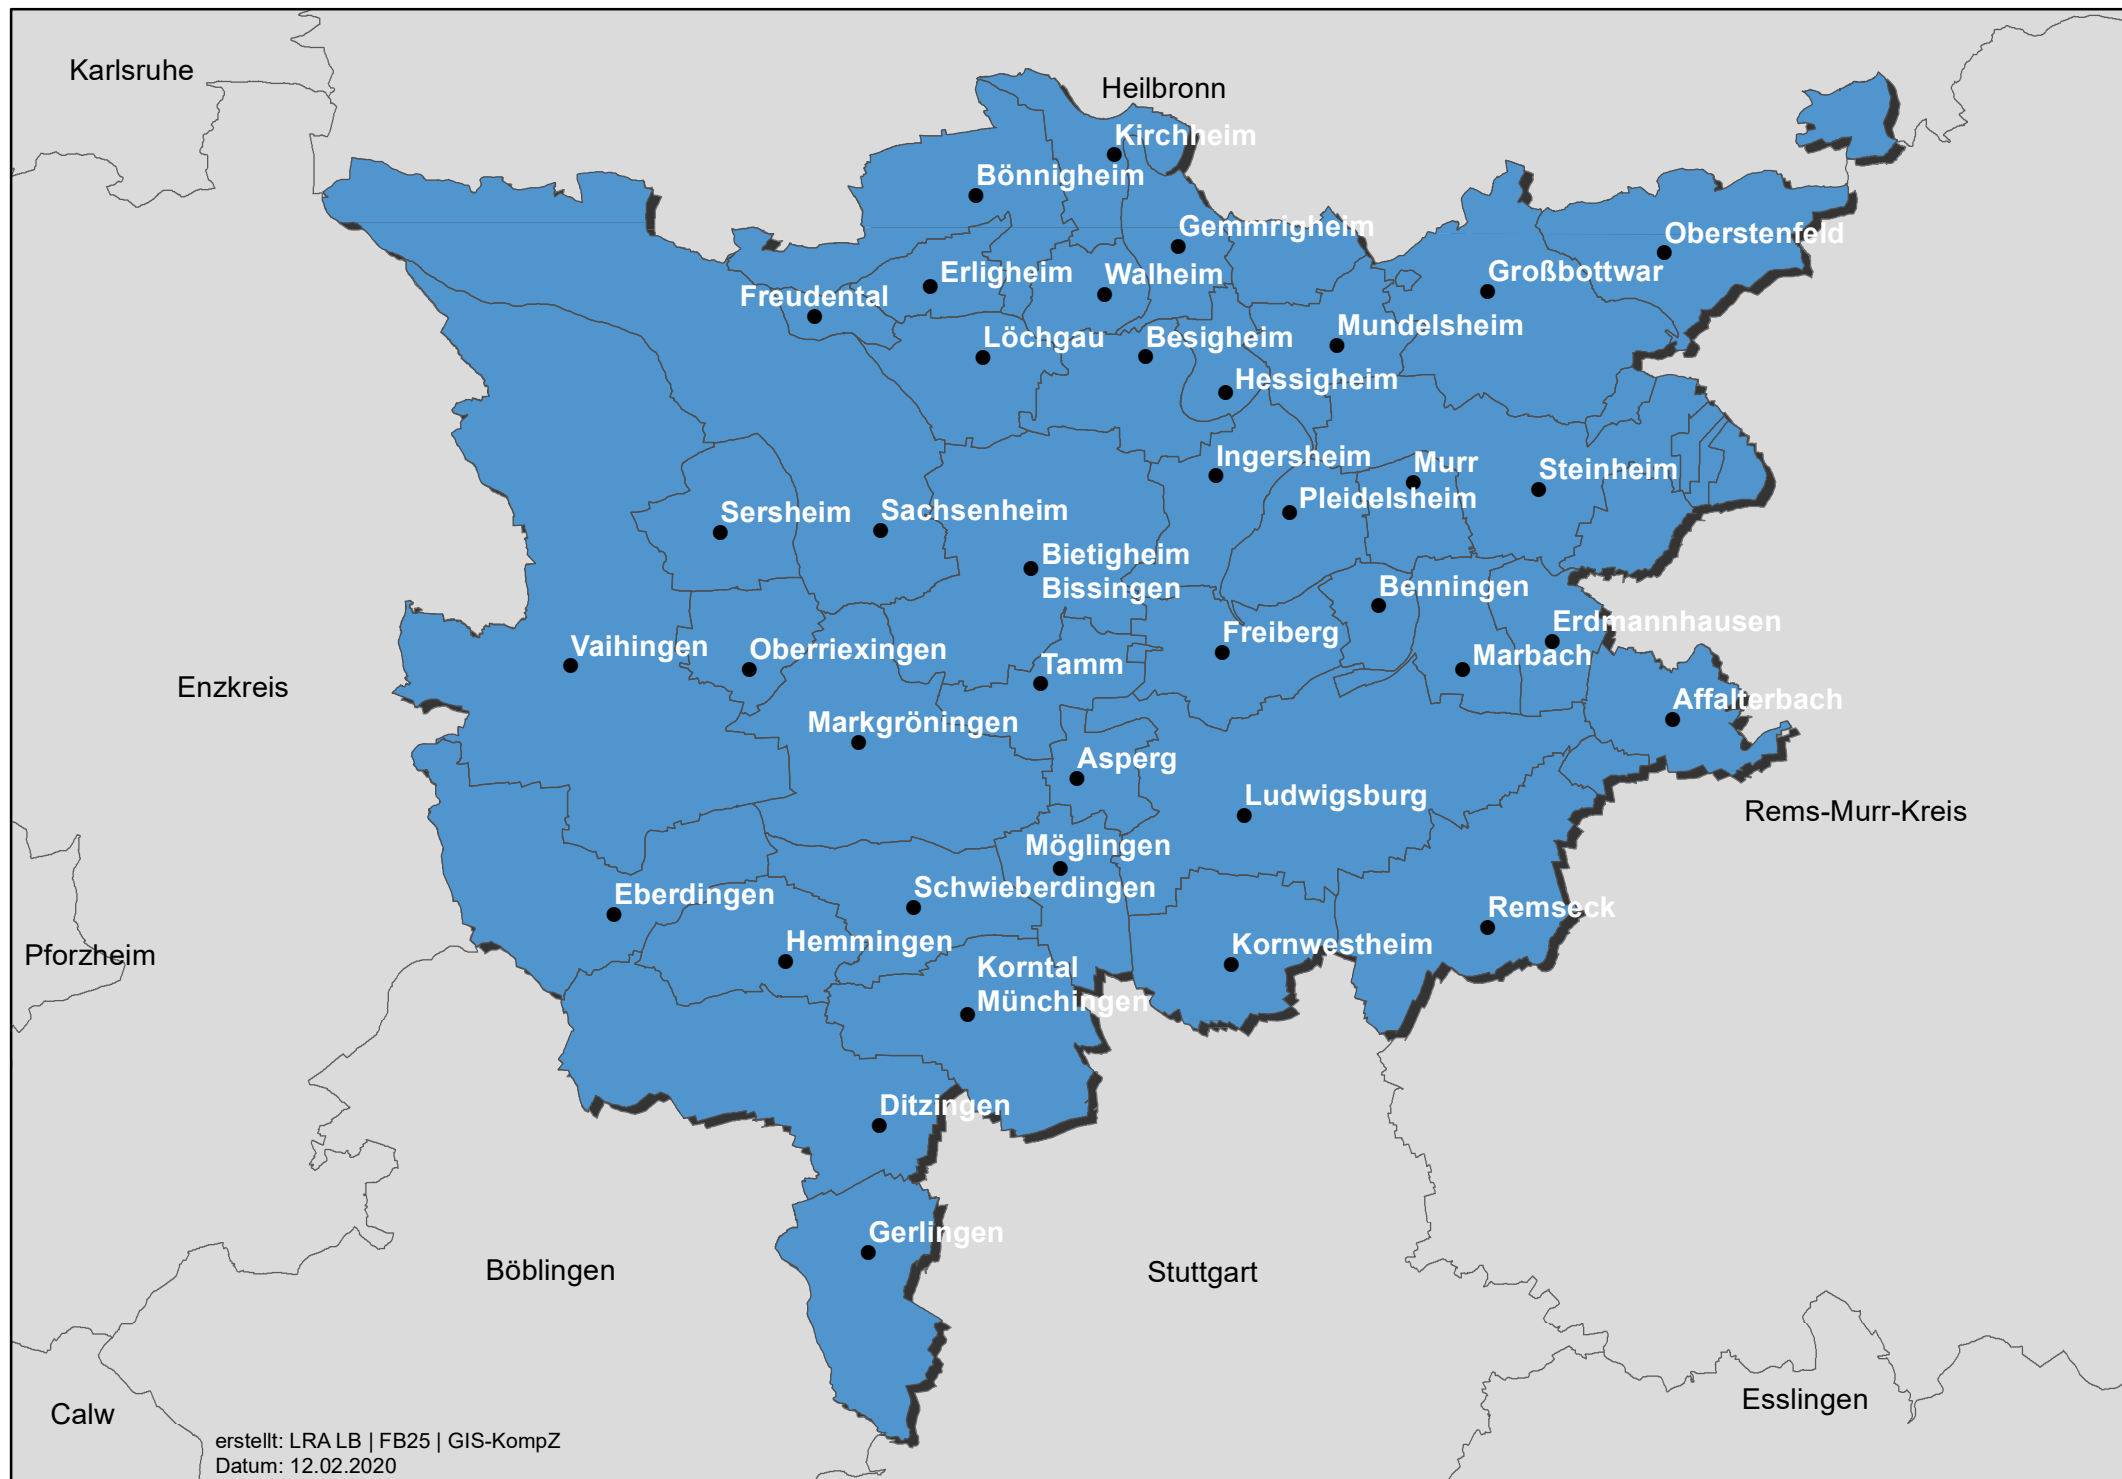 Karlsruhe
Heilbronn
Kirchheim
Bönnigheim
Gemmrigheim
Oberstenfeld
Erligheim
Walheim
Großbottwar
Freudental
Löchgau
Besigheim
Mundelsheim
Hessigheim
Ingersheim
Murr
Steinheim
Pleidelsheim
Sersheim
Sachsenheim
Bietigheim
Bissingen
Benningen
Erdmannhausen
Freiberg
Vaihingen
Oberriexingen
Tamm
Marbach
Enzkreis
Affalterbach
Markgröningen
Asperg
Ludwigsburg
Rems-Murr-Kreis
Möglingen
Schwieberdingen
Eberdingen
Remseck
Hemmingen
Kornwestheim
Pforzheim
Korntal
Münchingen
Ditzingen
Gerlingen
Böblingen
Stuttgart
Esslingen
Calw
erstellt: LRA LB | FB25 | GIS-KompZ
Datum: 12.02.2020